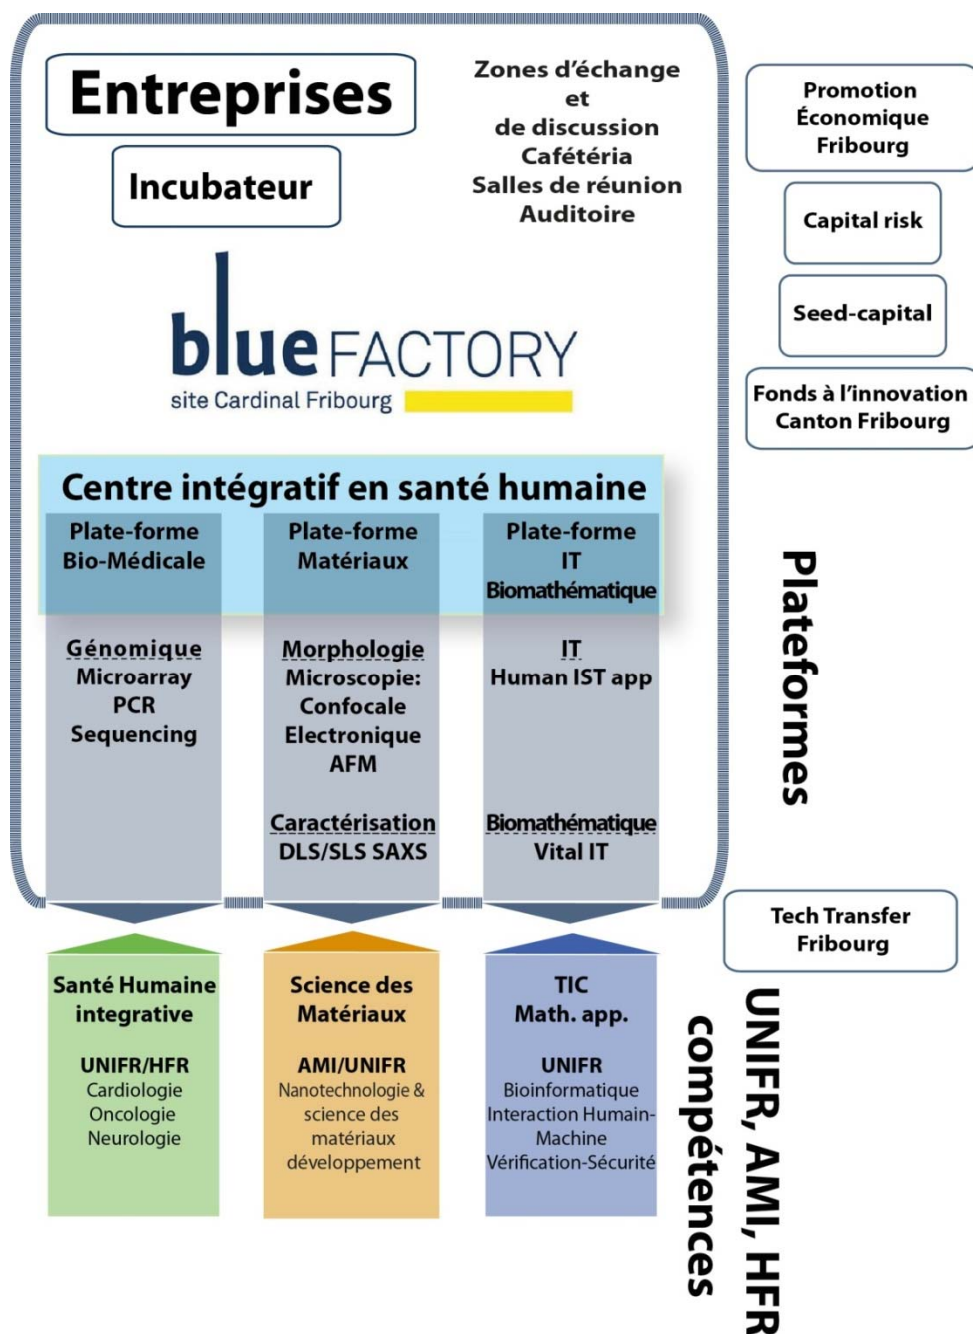 Entreprises
Incubateur
Zones d’échange
et
de discussion
Cafétéria
Salles de réunion
Auditoire
Promotion
Économique
Fribourg
Capital risk
Seed-capital
Fonds à l’innovation
Canton Fribourg
blue FACTORY
site Cardinal Fribourg
Centre intégratif en santé humaine
Plate-forme
Bio-Médicale
Génomique
Microarray
PCR
Sequencing
Plate-forme
Matériaux
Morphologie
Microscopie:
Confocale
Electronique
AFM
Caractérisation
DLS/SLS SAXS
Plate-forme
IT
Biomathématique
IT
Human IST app
Biomathématique
Vital IT
Plateformes
Tech Transfer
Fribourg
Santé Humaine
integrative
UNIFR/HFR
Cardiologie
Oncologie
Neurologie
Science des
Matériaux
AMI/UNIFR
Nanotechnologie &
science des
matériaux
développement
TIC
Math. app.
UNIFR
Bioinformatique
Interaction Humain-
Machine
Vérification-Sécurité
UNIFR, AMI, HFR
compétences